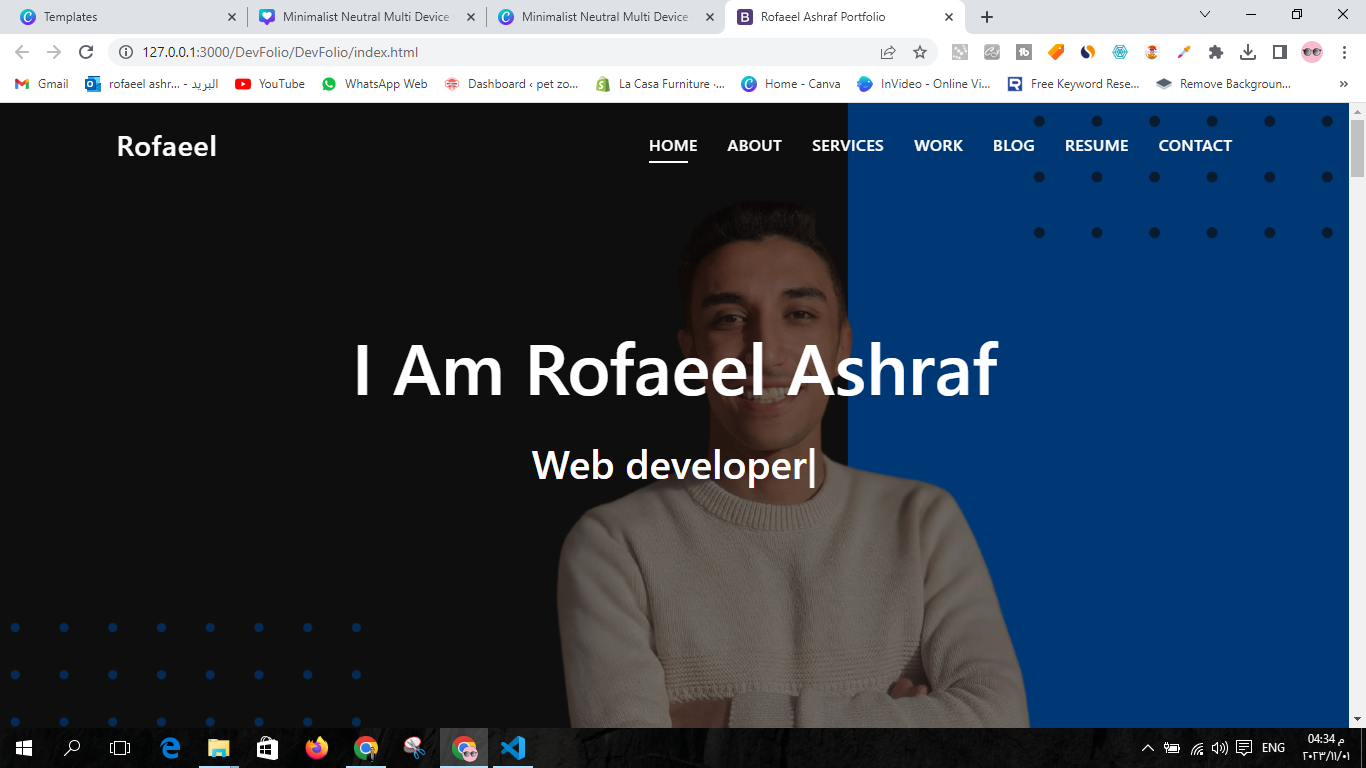 Templates
Minimalist Neutral Multi Device
Minimalist Neutral Multi Device
Rofaeel Ashraf Portfolio
127.0.0.1:3000/DevFolio/DevFolio/index.html
Gmail
rofaeel ashr... - البريد
YouTube
WhatsApp Web
Dashboard ‹ pet zo...
La Casa Furniture ·...
Home - Canva
InVideo - Online Vi...
Free Keyword Rese...
Remove Backgroun...
Rofaeel
HOME
ABOUT
SERVICES
WORK
BLOG
RESUME
CONTACT
I Am Rofaeel Ashraf
Web developer|
ENG
04:34 م
٢٠٢٣/١١/٠١